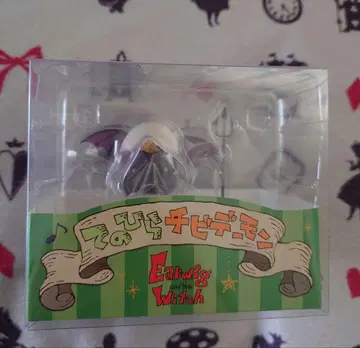 てのひら チビデーモン
Earwig
and the
Witch